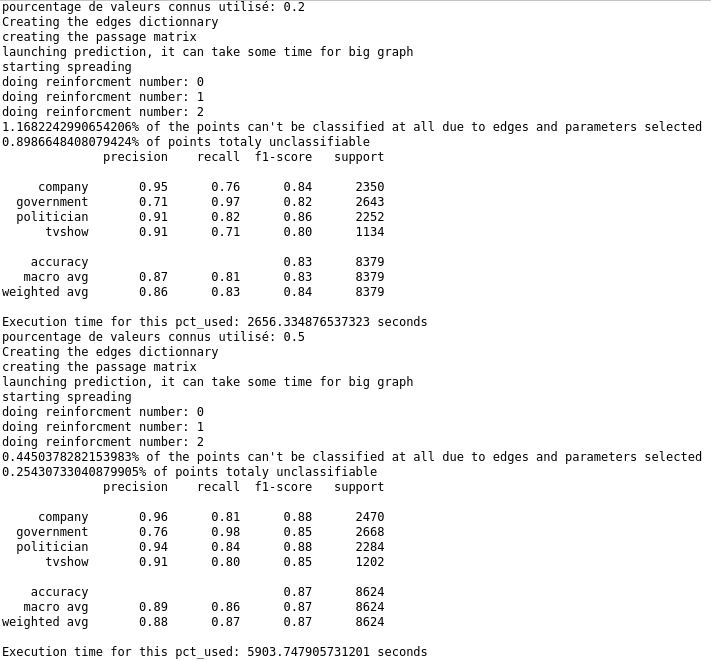 pourcentage de valeurs connus utilisé: 0.2
Creating the edges dictionnary
creating the passage matrix
launching prediction, it can take some time for big graph
starting spreading
doing reinforcment number: 0
doing reinforcment number: 1
doing reinforcment number: 2
1.1682242990654206% of the points can't be classified at all due to edges and parameters selected
0.8986648408079424% of points totaly unclassifiable
precision recall f1-score support
company 0.95 0.76 0.84 2350
government 0.71 0.97 0.82 2643
politician 0.91 0.82 0.86 2252
tvshow 0.91 0.71 0.80 1134
accuracy 0.83 8379
macro avg 0.87 0.81 0.83 8379
weighted avg 0.86 0.83 0.84 8379
Execution time for this pct_used: 2656.334876537323 seconds
pourcentage de valeurs connus utilisé: 0.5
Creating the edges dictionnary
creating the passage matrix
launching prediction, it can take some time for big graph
starting spreading
doing reinforcment number: 0
doing reinforcment number: 1
doing reinforcment number: 2
0.4450378282153983% of the points can't be classified at all due to edges and parameters selected
0.25430733040879905% of points totaly unclassifiable
precision recall f1-score support
company 0.96 0.81 0.88 2470
government 0.76 0.98 0.85 2668
politician 0.94 0.84 0.88 2284
tvshow 0.91 0.80 0.85 1202
accuracy 0.87 8624
macro avg 0.89 0.86 0.87 8624
weighted avg 0.88 0.87 0.87 8624
Execution time for this pct_used: 5903.747905731201 seconds